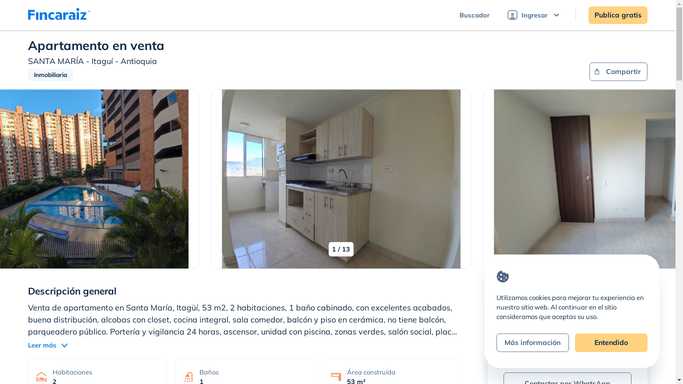 Fincaraiz
Buscador
Ingresar
Publica gratis
Apartamento en venta
SANTA MARÍA - Itaguí - Antioquia
Inmobiliaria
Compartir
1 / 13
Descripción general
Venta de apartamento en Santa María, Itagüí, 53 m2, 2 habitaciones, 1 baño cabinado, con excelentes acabados,
buena distribución, alcobas con closet, cocina integral, sala comedor, balcón y piso en cerámica, no tiene balcón,
parqueadero público. Portería y vigilancia 24 horas, ascensor, unidad con piscina, zonas verdes, salón social, plac...
Leer más
Habitaciones
2
Baños
1
Área construida
53 m²
Utilizamos cookies para mejorar tu experiencia en
nuestro sitio web. Al continuar en el sitio
consideramos que aceptas su uso.
Más información
Entendido
Contactar por WhatsApp